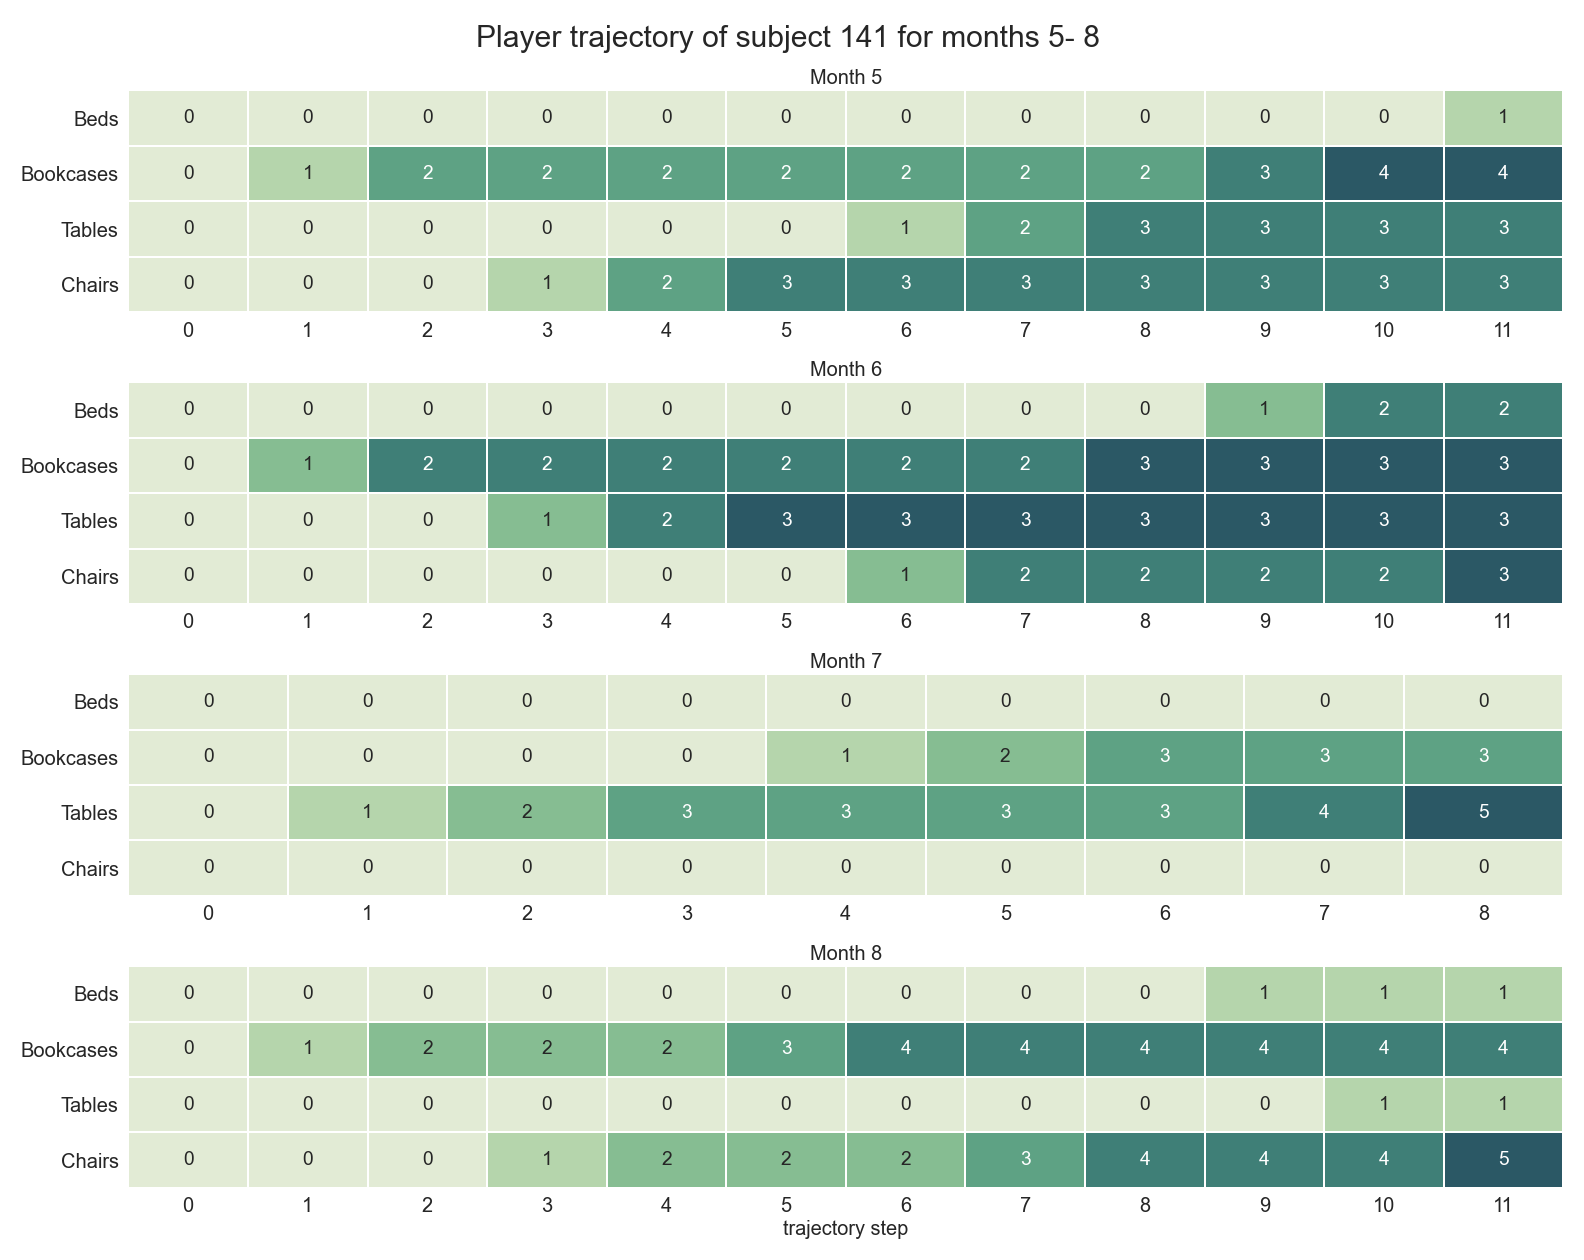 Player trajectory of subject 141 for months 5- 8
Month 5
Beds 0 0 0 0 0 0 0 0 0 0 0 1
Bookcases 0 1 2 2 2 2 2 2 2 3 4 4
Tables 0 0 0 0 0 0 1 2 3 3 3 3
Chairs 0 0 0 1 2 3 3 3 3 3 3 3
0 1 2 3 4 5 6 7 8 9 10 11
Month 6
Beds 0 0 0 0 0 0 0 0 0 1 2 2
Bookcases 0 1 2 2 2 2 2 2 3 3 3 3
Tables 0 0 0 1 2 3 3 3 3 3 3 3
Chairs 0 0 0 0 0 0 1 2 2 2 2 3
0 1 2 3 4 5 6 7 8 9 10 11
Month 7
Beds 0 0 0 0 0 0 0 0 0
Bookcases 0 0 0 0 1 2 3 3 3
Tables 0 1 2 3 3 3 3 4 5
Chairs 0 0 0 0 0 0 0 0 0
0 1 2 3 4 5 6 7 8
Month 8
Beds 0 0 0 0 0 0 0 0 0 1 1 1
Bookcases 0 1 2 2 2 3 4 4 4 4 4 4
Tables 0 0 0 0 0 0 0 0 0 0 1 1
Chairs 0 0 0 1 2 2 2 3 4 4 4 5
0 1 2 3 4 5 6 7 8 9 10 11
trajectory step